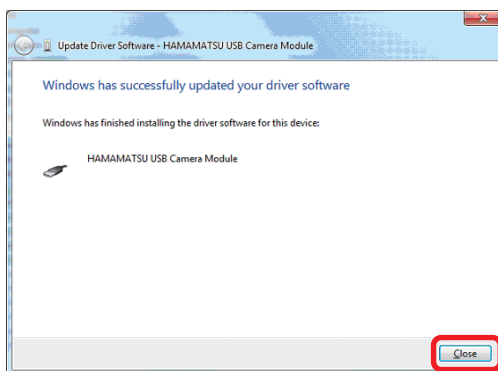 Update Driver Software - HAMAMATSU USB Camera Module
Windows has successfully updated your driver software
Windows has finished installing the driver software for this device:
HAMAMATSU USB Camera Module
Close